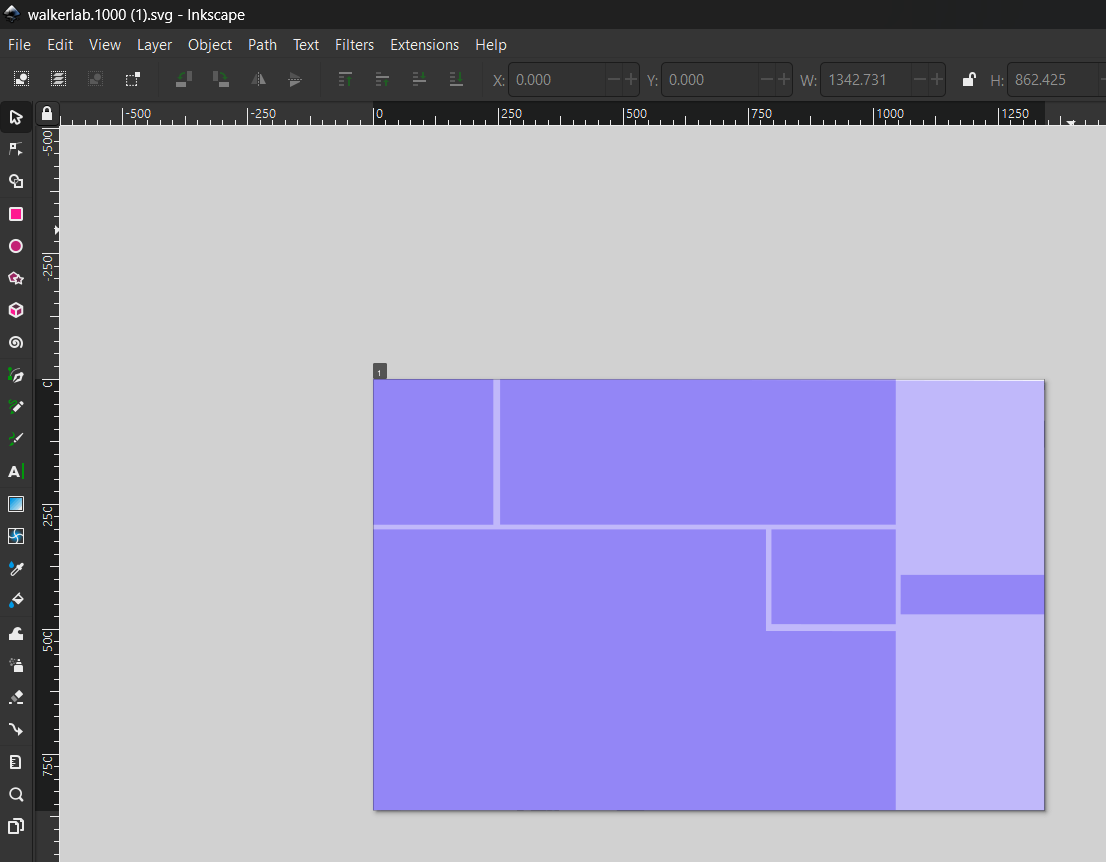 walkerlab.1000 (1).svg - Inkscape
File Edit View Layer Object Path Text Filters Extensions Help
X: 0.000 Y: 0.000 W: 1342.731 H: 862.425
-500 -250 0 250 500 750 1000 1250
-500
-250
0
250
500
750
1
A